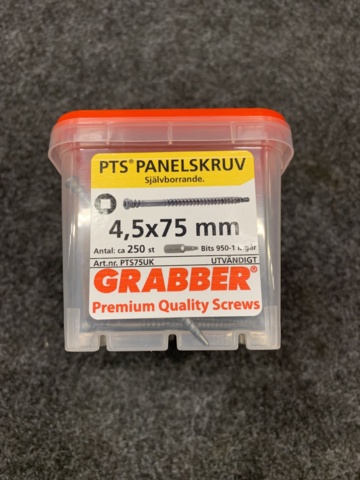 PTS® PANELSKRUV
Självborrande.
4,5x75 mm
Antal: ca 250 st Bits 950-1 ingår
Art.nr. PTS75UK UTVÄNDIGT
GRABBER®
Premium Quality Screws